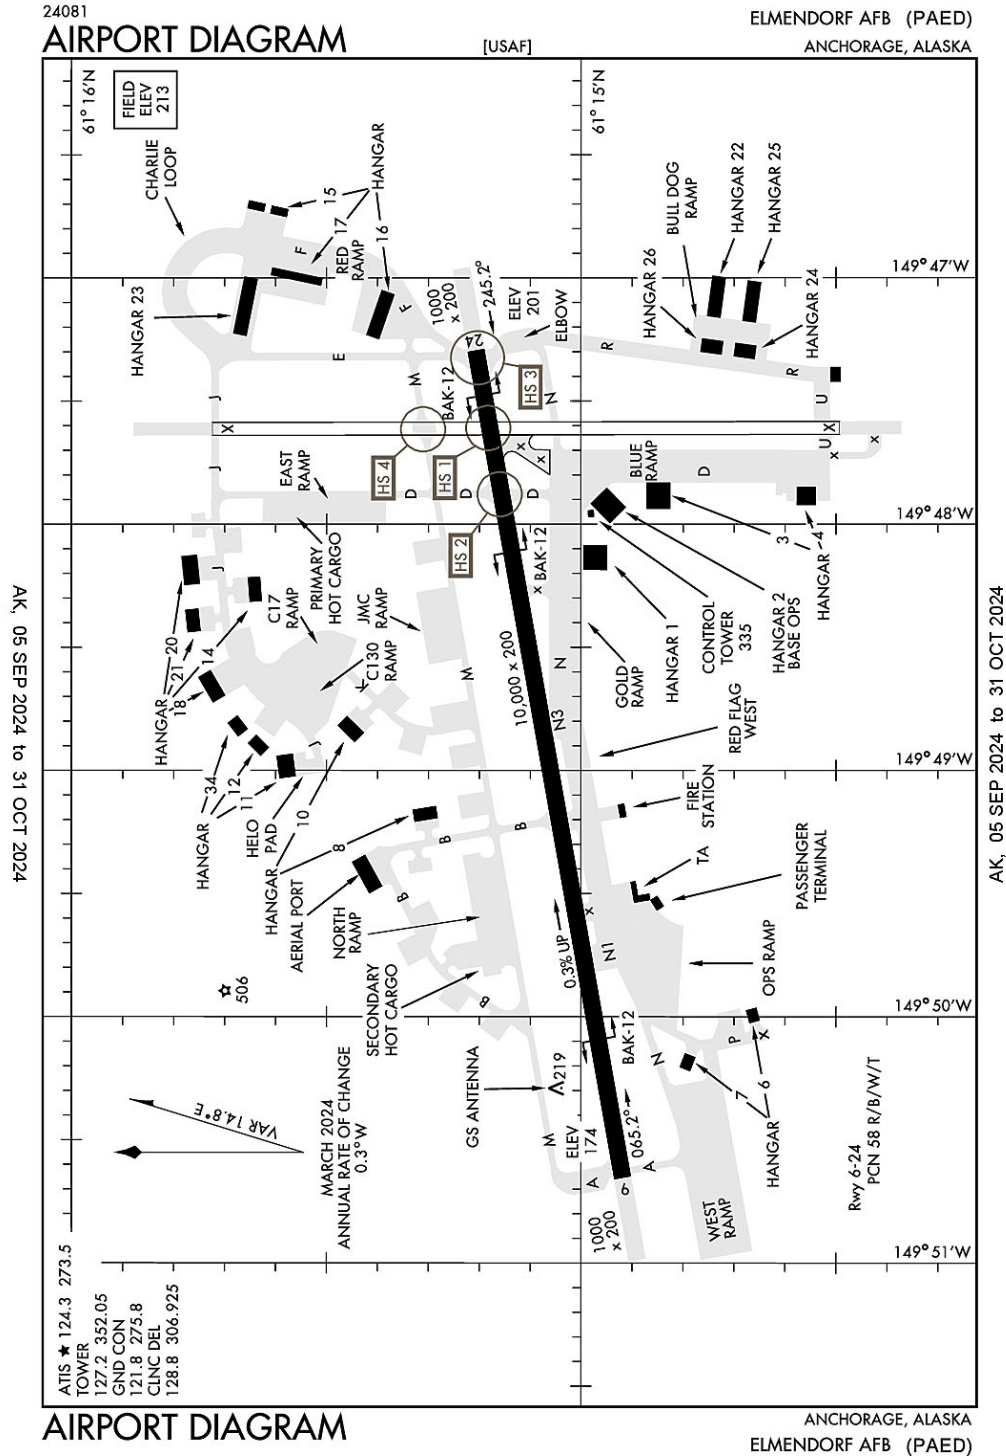 24081
AIRPORT DIAGRAM
[USAF]
ELMENDORF AFB (PAED)
ANCHORAGE, ALASKA
FIELD
ELEV
213
61°16'N
61°15'N
CHARLIE
LOOP
HANGAR
15
17
16
F
RED
RAMP
F
HANGAR 23
E
J
J
X
M
1000
x 200
245.2°
ELEV
201
ELBOW
24
BAK-12
HS 3
HS 4
HS 1
HS 2
N
x
x
BULL DOG
RAMP
HANGAR 22
HANGAR 25
149°47'W
HANGAR 26
HANGAR 24
R
R
U
U
X
x
x
EAST
RAMP
D
D
D
BLUE
RAMP
D
149°48'W
PRIMARY
HOT CARGO
J
C17
RAMP
JMC
RAMP
C130
RAMP
K
BAK-12
x
3
4
HANGAR
HANGAR 2
BASE OPS
CONTROL
TOWER
335
HANGAR 1
GOLD
RAMP
HANGAR
20
21
18
14
M
10,000 x 200
N
N3
RED FLAG
WEST
149°49'W
HANGAR
34
12
11
J
HELO
PAD
HANGAR
10
8
AERIAL PORT
B
B
B
FIRE
STATION
TA
PASSENGER
TERMINAL
NORTH
RAMP
0.3% UP
x
N1
OPS RAMP
506
SECONDARY
HOT CARGO
B
149°50'W
BAK-12
N
P
X
HANGAR
7
6
GS ANTENNA
219
VAR 14.8°E
MARCH 2024
ANNUAL RATE OF CHANGE
0.3°W
M
ELEV
174
065.2°
A
A
6
1000
x 200
WEST
RAMP
Rwy 6-24
PCN 58 R/B/W/T
149°51'W
ATIS ★ 124.3 273.5
TOWER
127.2 352.05
GND CON
121.8 275.8
CLNC DEL
128.8 306.925
AK, 05 SEP 2024 to 31 OCT 2024
AK, 05 SEP 2024 to 31 OCT 2024
AIRPORT DIAGRAM
ANCHORAGE, ALASKA
ELMENDORF AFB (PAED)